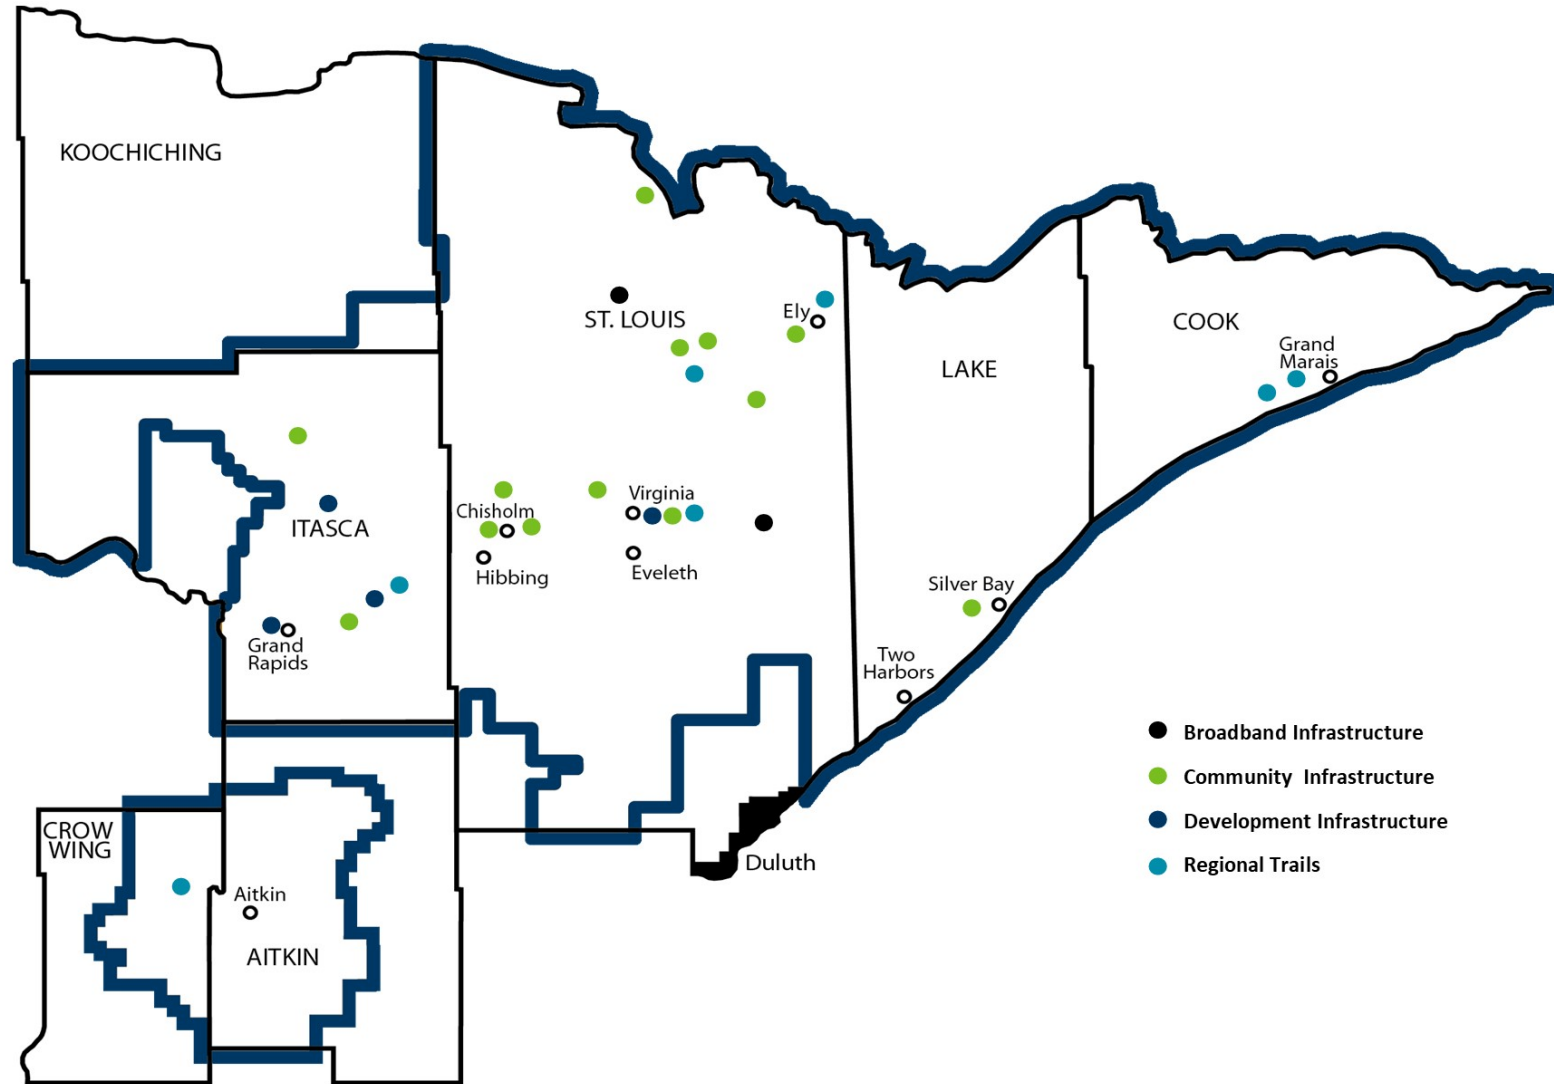 KOOCHICHING
ST. LOUIS
Ely
LAKE
COOK
Grand
Marais
ITASCA
Chisholm
Hibbing
Virginia
Eveleth
Silver Bay
Two
Harbors
Grand
Rapids
CROW
WING
Aitkin
AITKIN
Duluth
Broadband Infrastructure
Community Infrastructure
Development Infrastructure
Regional Trails